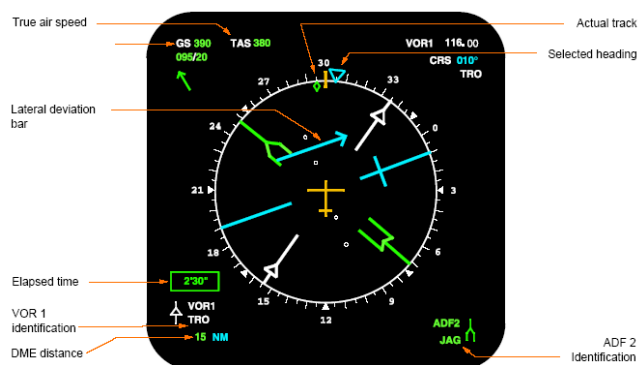 True air speed
Actual track
GS 390 TAS 380
VOR1 116.00
095/20
Selected heading
CRS 010°
TRO
30
27
33
Lateral deviation
bar
24
0
21
3
18
6
Elapsed time
2'30"
15
9
12
VOR1
TRO
VOR 1
identification
15 NM
DME distance
ADF2
JAG
ADF 2
Identification